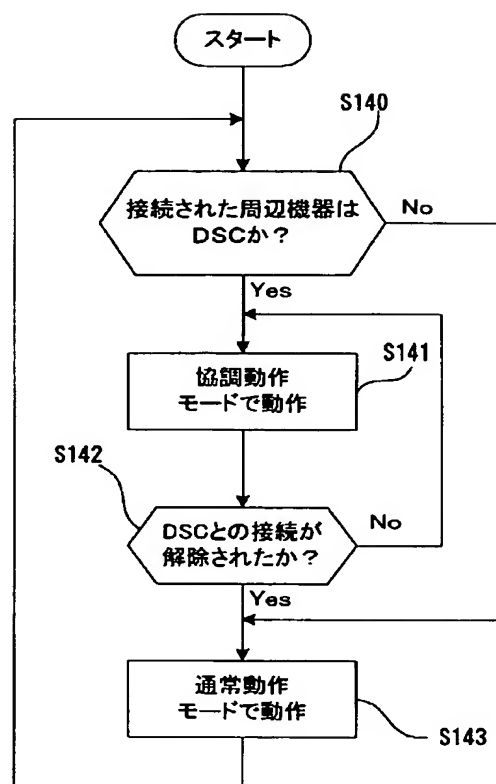 スタート
S140
接続された周辺機器は
DSCか？
No
Yes
S141
協調動作
モードで動作
S142
DSCとの接続が
解除されたか？
No
Yes
通常動作
モードで動作
S143